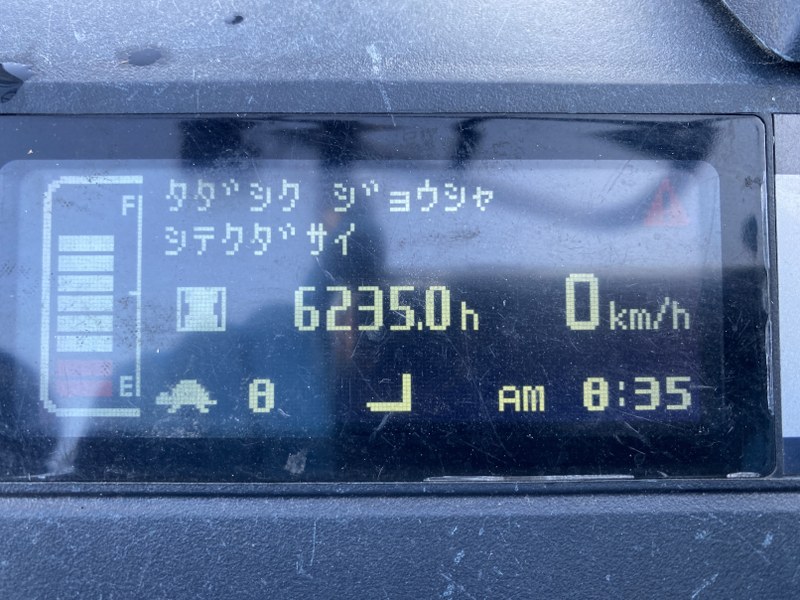 F
タダシク ジョウシャ
シテクダサイ
6235.0h
0km/h
E
0
AM 0:35